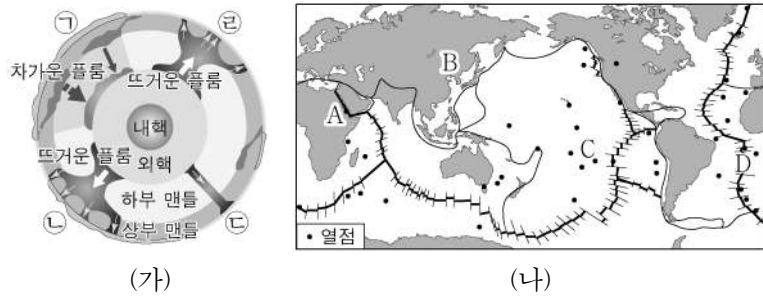 ㉠
㉣
차가운 플룸
뜨거운 플룸
내핵
뜨거운 플룸
외핵
하부 맨틀
㉡
상부 맨틀
㉢
(가)
A
B
C
D
• 열점
(나)